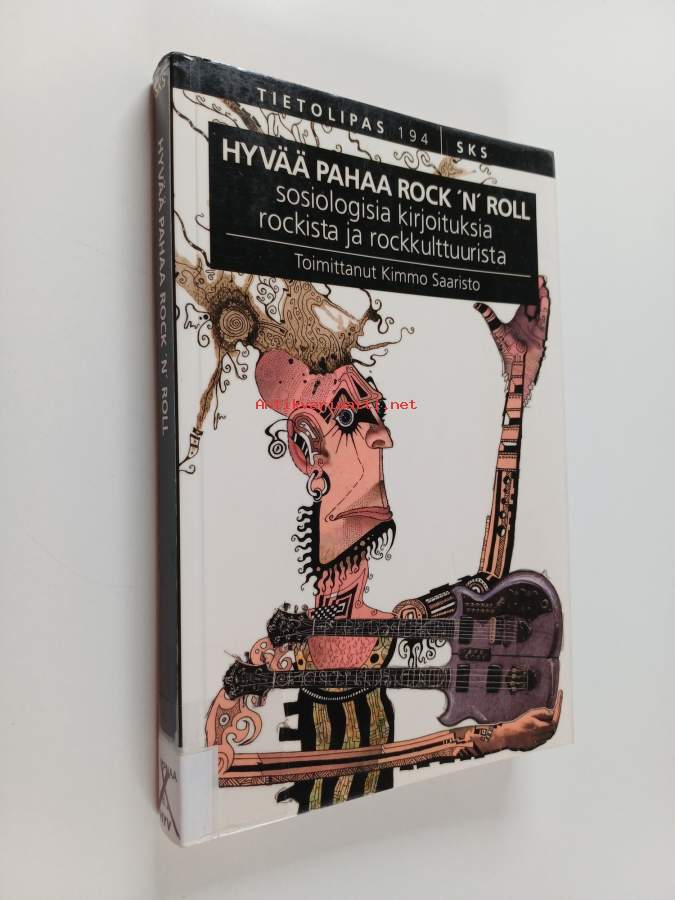 TIETOLIPAS 194 SKS
HYVÄÄ PAHAA ROCK ´N´ ROLL
sosiologisia kirjoituksia
rockista ja rockkulttuurista
Toimittanut Kimmo Saaristo
HYVÄÄ PAHAA ROCK ´N´ ROLL
Antikvariaatti.net